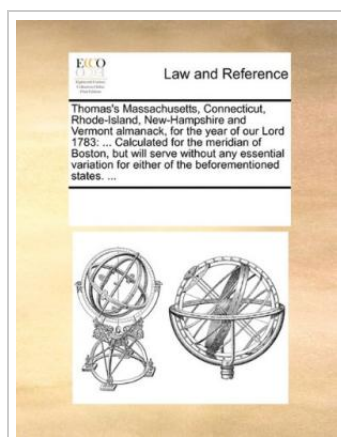 ECCO
Law and Reference
Thomas's Massachusetts, Connecticut,
Rhode-Island, New-Hampshire and
Vermont almanack, for the year of our Lord
1783: ... Calculated for the meridian of
Boston, but will serve without any essential
variation for either of the beforementioned
states. ...